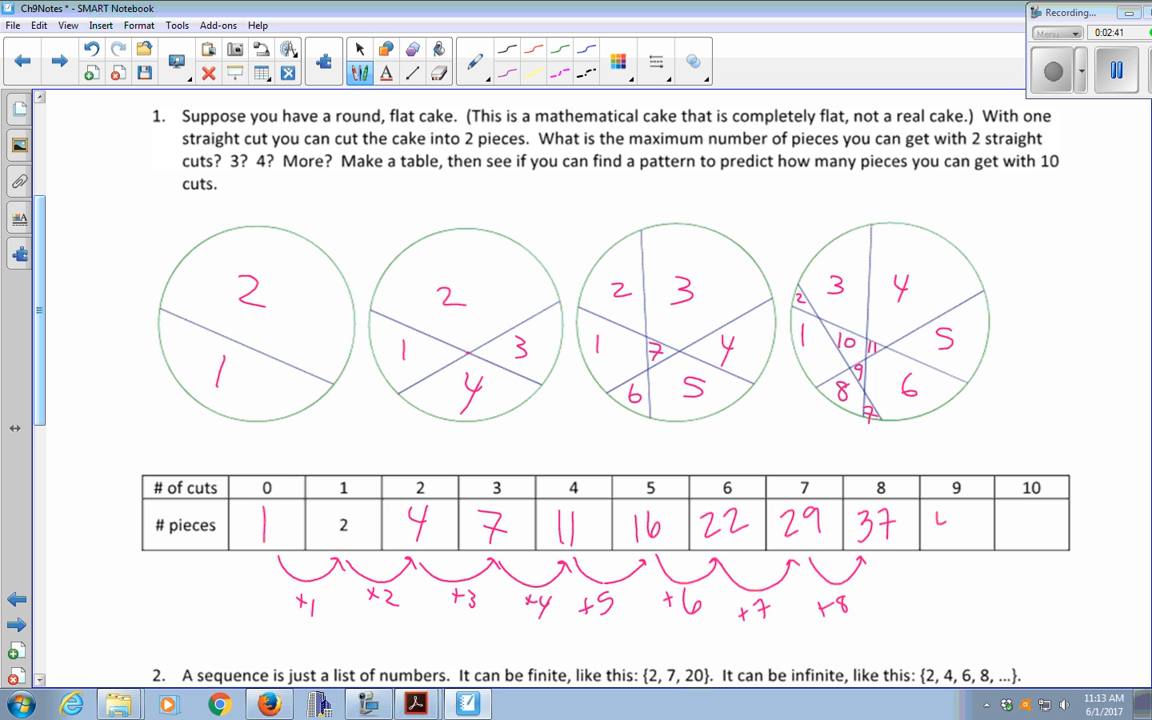 Ch9Notes * - SMART Notebook
Recording...
File Edit View Insert Format Tools Add-ons Help
Menu
0:02:41
1. Suppose you have a round, flat cake. (This is a mathematical cake that is completely flat, not a real cake.) With one
straight cut you can cut the cake into 2 pieces. What is the maximum number of pieces you can get with 2 straight
cuts? 3? 4? More? Make a table, then see if you can find a pattern to predict how many pieces you can get with 10
cuts.
2
1
2
1 3
4
2 3
1 7 4
6 5
2 3 4
1 10 11 5
9
8 6
7
# of cuts 0 1 2 3 4 5 6 7 8 9 10
# pieces 1 2 4 7 11 16 22 29 37
+1 +2 +3 +4 +5 +6 +7 +8
2. A sequence is just a list of numbers. It can be finite, like this: {2, 7, 20}. It can be infinite, like this: {2, 4, 6, 8, ...}.
11:13 AM
6/1/2017